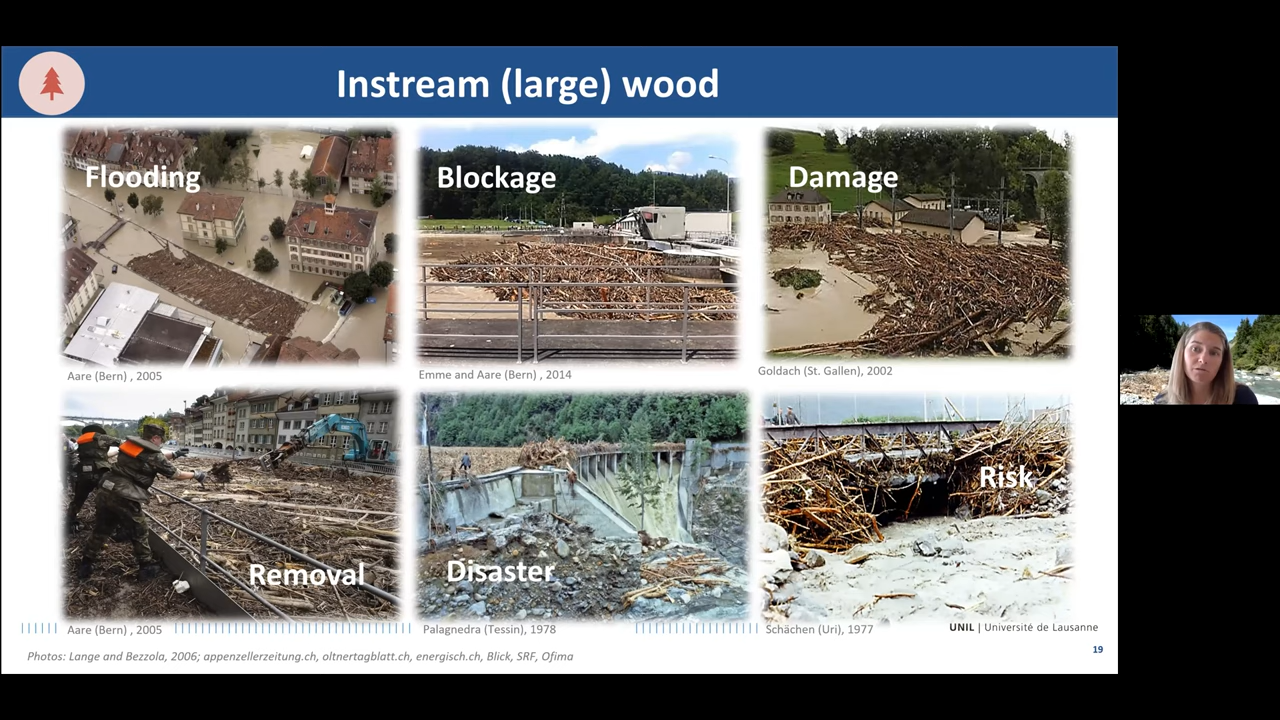 Instream (large) wood
Flooding
Blockage
Damage
Aare (Bern) , 2005
Emme and Aare (Bern) , 2014
Goldach (St. Gallen), 2002
Removal
Disaster
Risk
Aare (Bern) , 2005
Palagnedra (Tessin), 1978
Schächen (Uri), 1977
UNIL | Université de Lausanne
19
Photos: Lange and Bezzola, 2006; appenzellerzeitung.ch, oltnertagblatt.ch, energisch.ch, Blick, SRF, Ofima